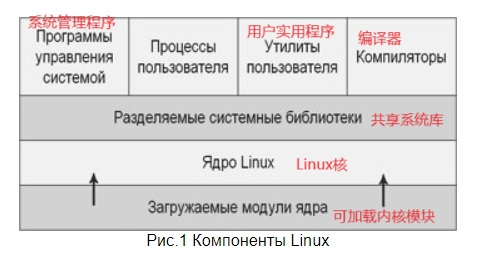 系统管理程序
Программы
управления
системой
Процессы
пользователя
用户实用程序
Утилиты
пользователя
编译器
Компиляторы
Разделяемые системные библиотеки 共享系统库
Ядро Linux Linux核
Загружаемые модули ядра 可加载内核模块
Рис.1 Компоненты Linux